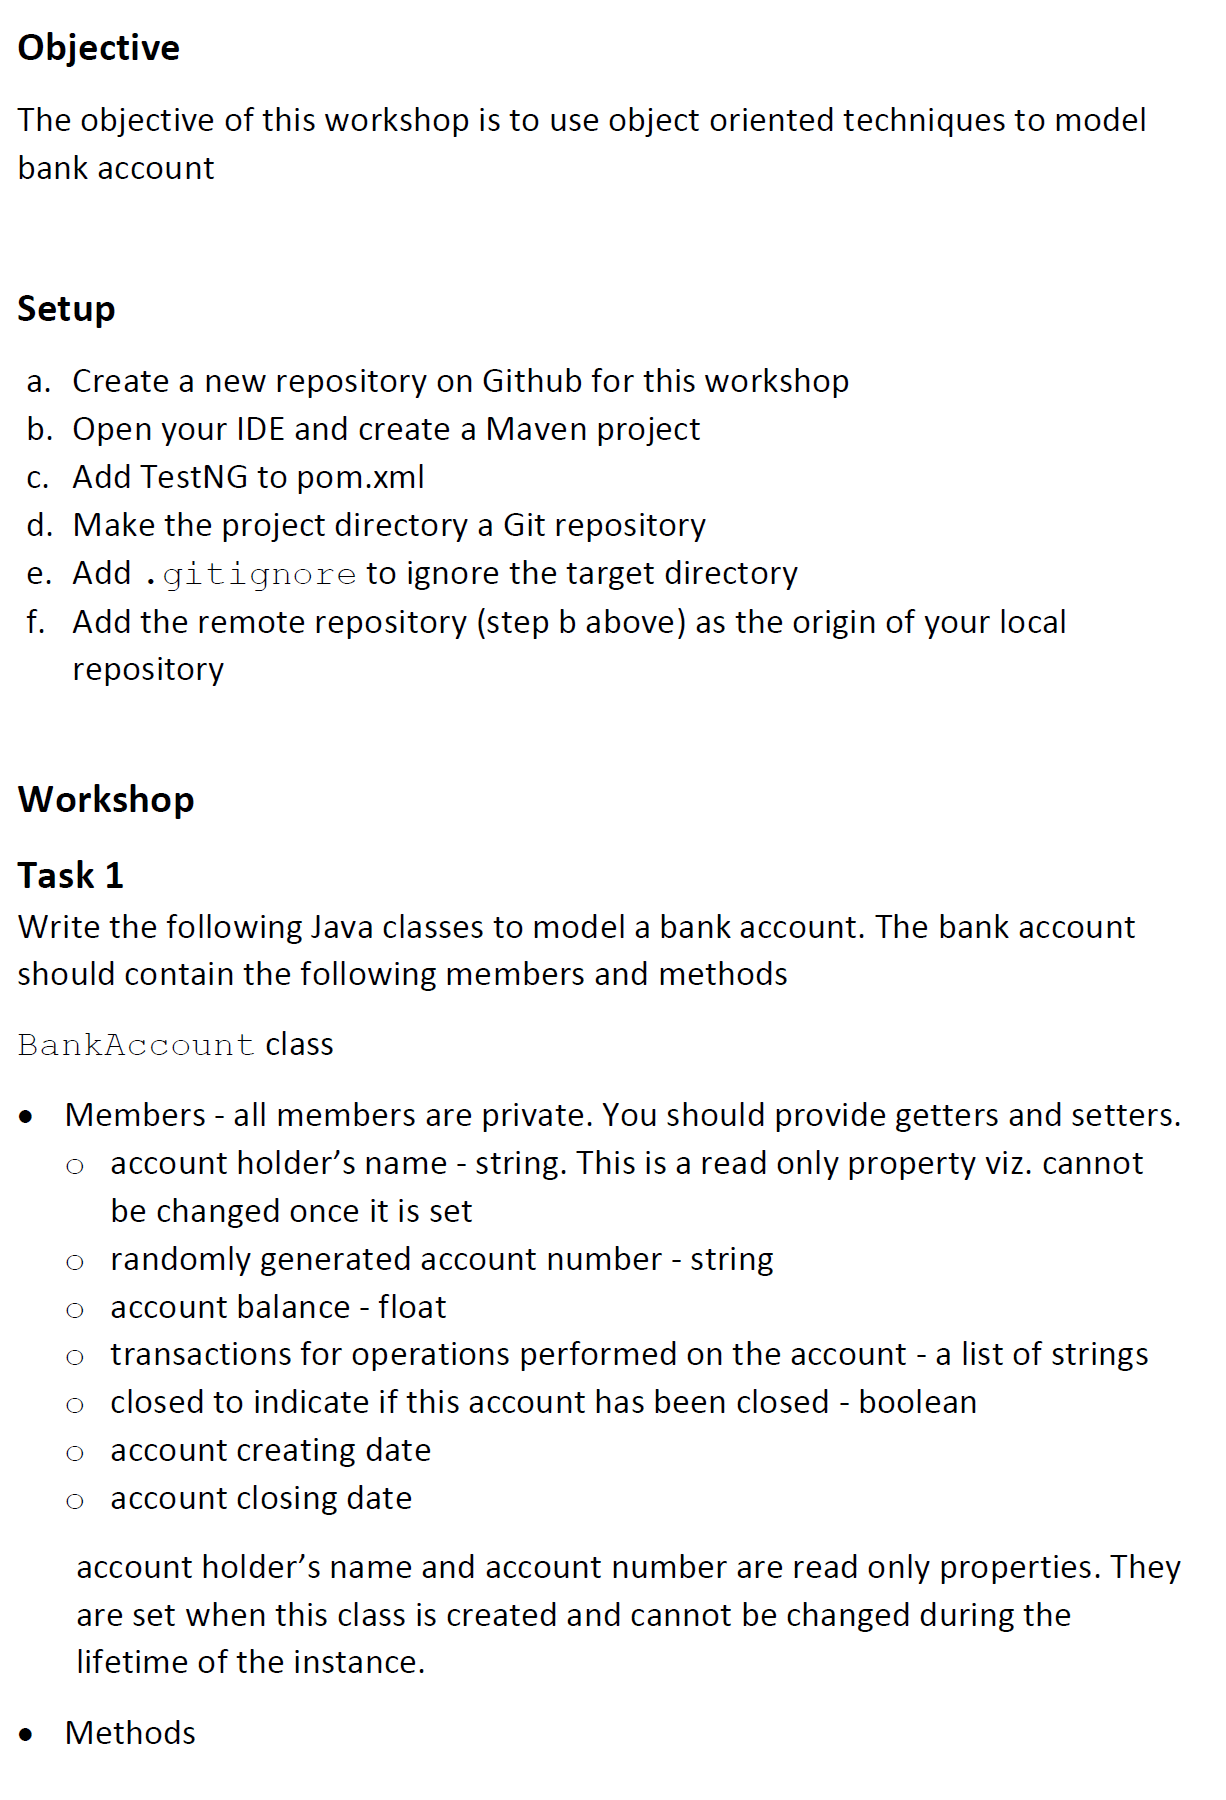 Objective
The objective of this workshop is to use object oriented techniques to model
bank account
Setup
a. Create a new repository on Github for this workshop
b. Open your IDE and create a Maven project
c. Add TestNG to pom.xml
d. Make the project directory a Git repository
e. Add .gitignore to ignore the target directory
f. Add the remote repository (step b above) as the origin of your local
repository
Workshop
Task 1
Write the following Java classes to model a bank account. The bank account
should contain the following members and methods
BankAccount class
• Members - all members are private. You should provide getters and setters.
○ account holder’s name - string. This is a read only property viz. cannot
be changed once it is set
○ randomly generated account number - string
○ account balance - float
○ transactions for operations performed on the account - a list of strings
○ closed to indicate if this account has been closed - boolean
○ account creating date
○ account closing date
account holder’s name and account number are read only properties. They
are set when this class is created and cannot be changed during the
lifetime of the instance.
• Methods